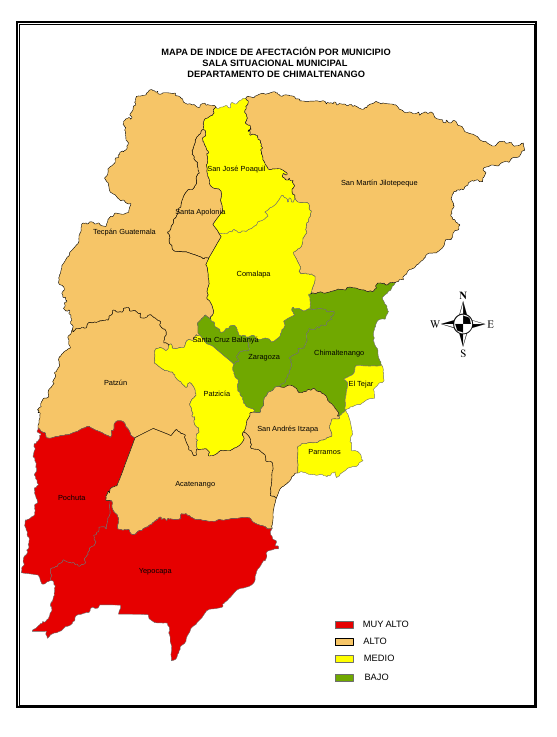 MAPA DE INDICE DE AFECTACIÓN POR MUNICIPIO
SALA SITUACIONAL MUNICIPAL
DEPARTAMENTO DE CHIMALTENANGO
San José Poaquil
San Martín Jilotepeque
Santa Apolonia
Tecpán Guatemala
Comalapa
N
W E
S
Santa Cruz Balanyá
Zaragoza
Chimaltenango
Patzún
El Tejar
Patzicía
San Andrés Itzapa
Parramos
Acatenango
Pochuta
Yepocapa
MUY ALTO
ALTO
MEDIO
BAJO